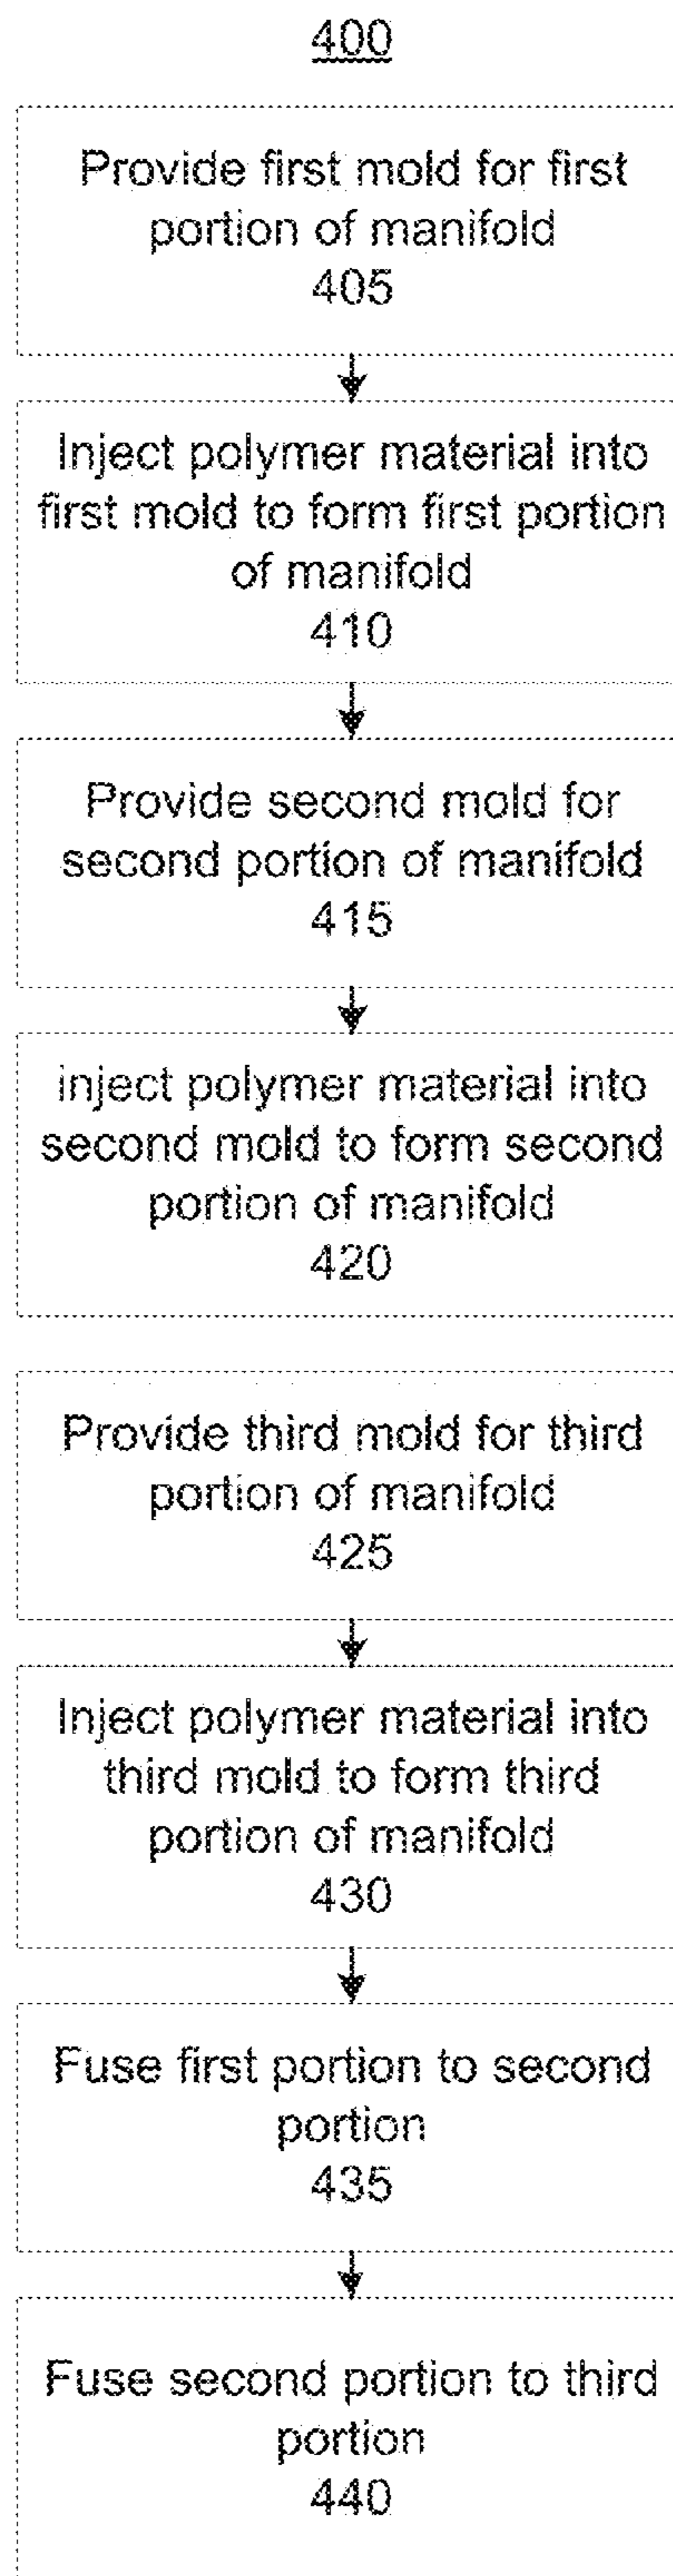 400
Provide first mold for first
portion of manifold
405
Inject polymer material into
first mold to form first portion
of manifold
410
Provide second mold for
second portion of manifold
415
inject polymer material into
second mold to form second
portion of manifold
420
Provide third mold for third
portion of manifold
425
Inject polymer material into
third mold to form third
portion of manifold
430
Fuse first portion to second
portion
435
Fuse second portion to third
portion
440